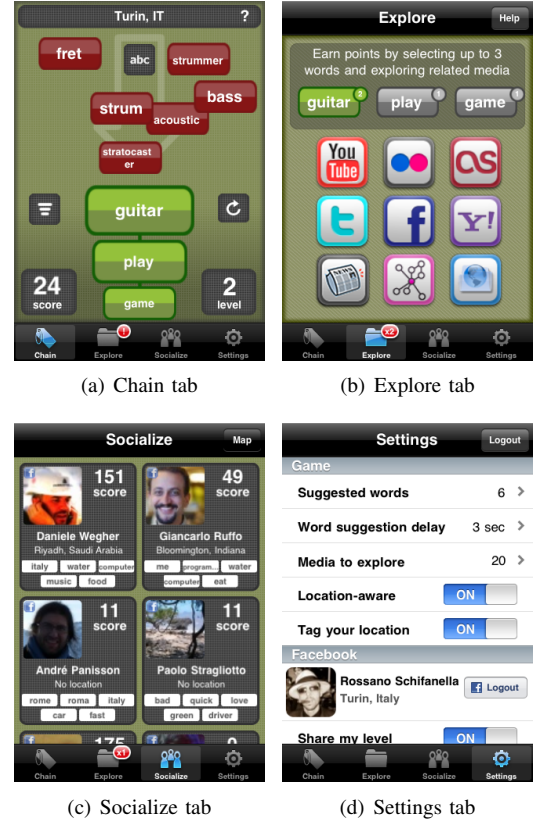 Turin, IT ?
fret
abc
strummer
bass
strum
acoustic
stratocast
er
guitar
play
24
score
game
2
level
!
Chain Explore Socialize Settings
(a) Chain tab
Explore Help
Earn points by selecting up to 3
words and exploring related media
guitar 2 play 1 game 1
You
Tube
as
t f Y!
NEWS
x2
Chain Explore Socialize Settings
(b) Explore tab
Socialize Map
f 151
score
Daniele Wegher
Riyadh, Saudi Arabia
italy water computer
music food
f 49
score
Giancarlo Ruffo
Bloomington, Indiana
me program... water
computer eat
f 11
score
André Panisson
No location
rome roma italy
car fast
f 11
score
Paolo Stragliotto
No location
bad quick love
green driver
f 175
f 0
x1
Chain Explore Socialize Settings
(c) Socialize tab
Settings Logout
Game
Suggested words 6
Word suggestion delay 3 sec
Media to explore 20
Location-aware ON
Tag your location ON
Facebook
Rossano Schifanella
Turin, Italy
f Logout
Share my level ON
Chain Explore Socialize Settings
(d) Settings tab